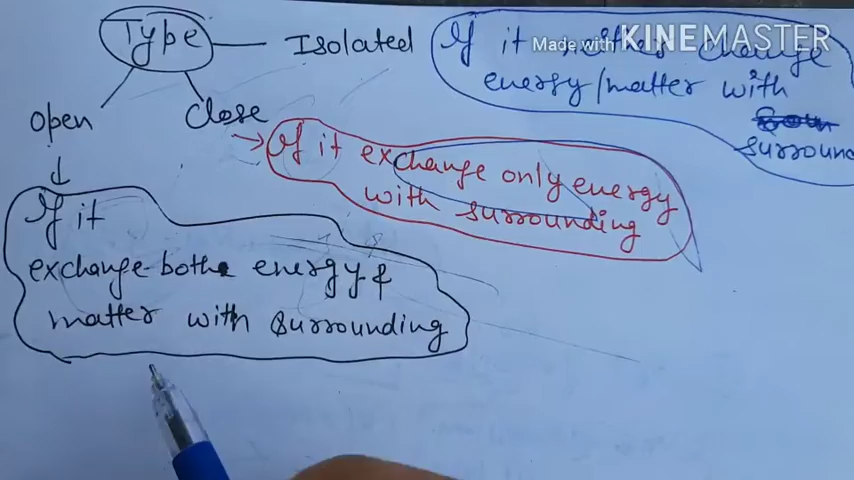 Type
Isolated
Open
Close
If it change
energy/matter with
surround
If it exchange only energy
with surrounding
If it
exchange both energy &
matter with surrounding
Made with KINEMASTER